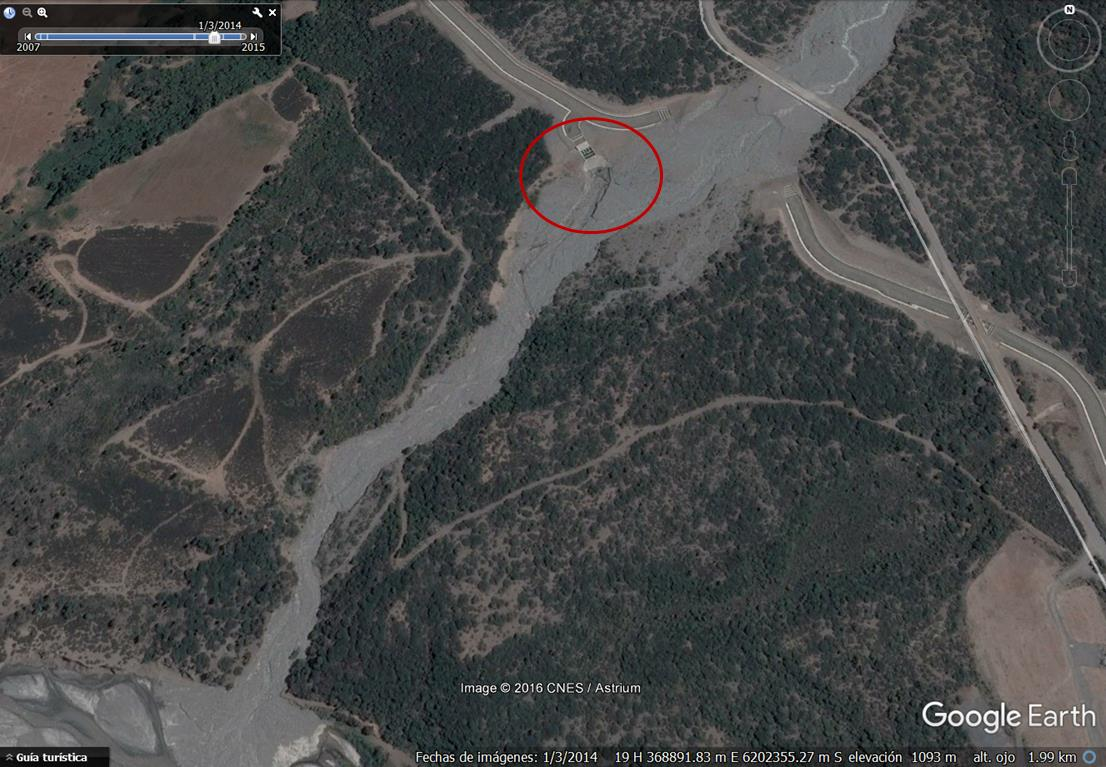 1/3/2014
2007
2015
N
Image © 2016 CNES / Astrium
Google Earth
Guía turística
Fechas de imágenes: 1/3/2014 19 H 368891.83 m E 6202355.27 m S elevación 1093 m alt. ojo 1.99 km